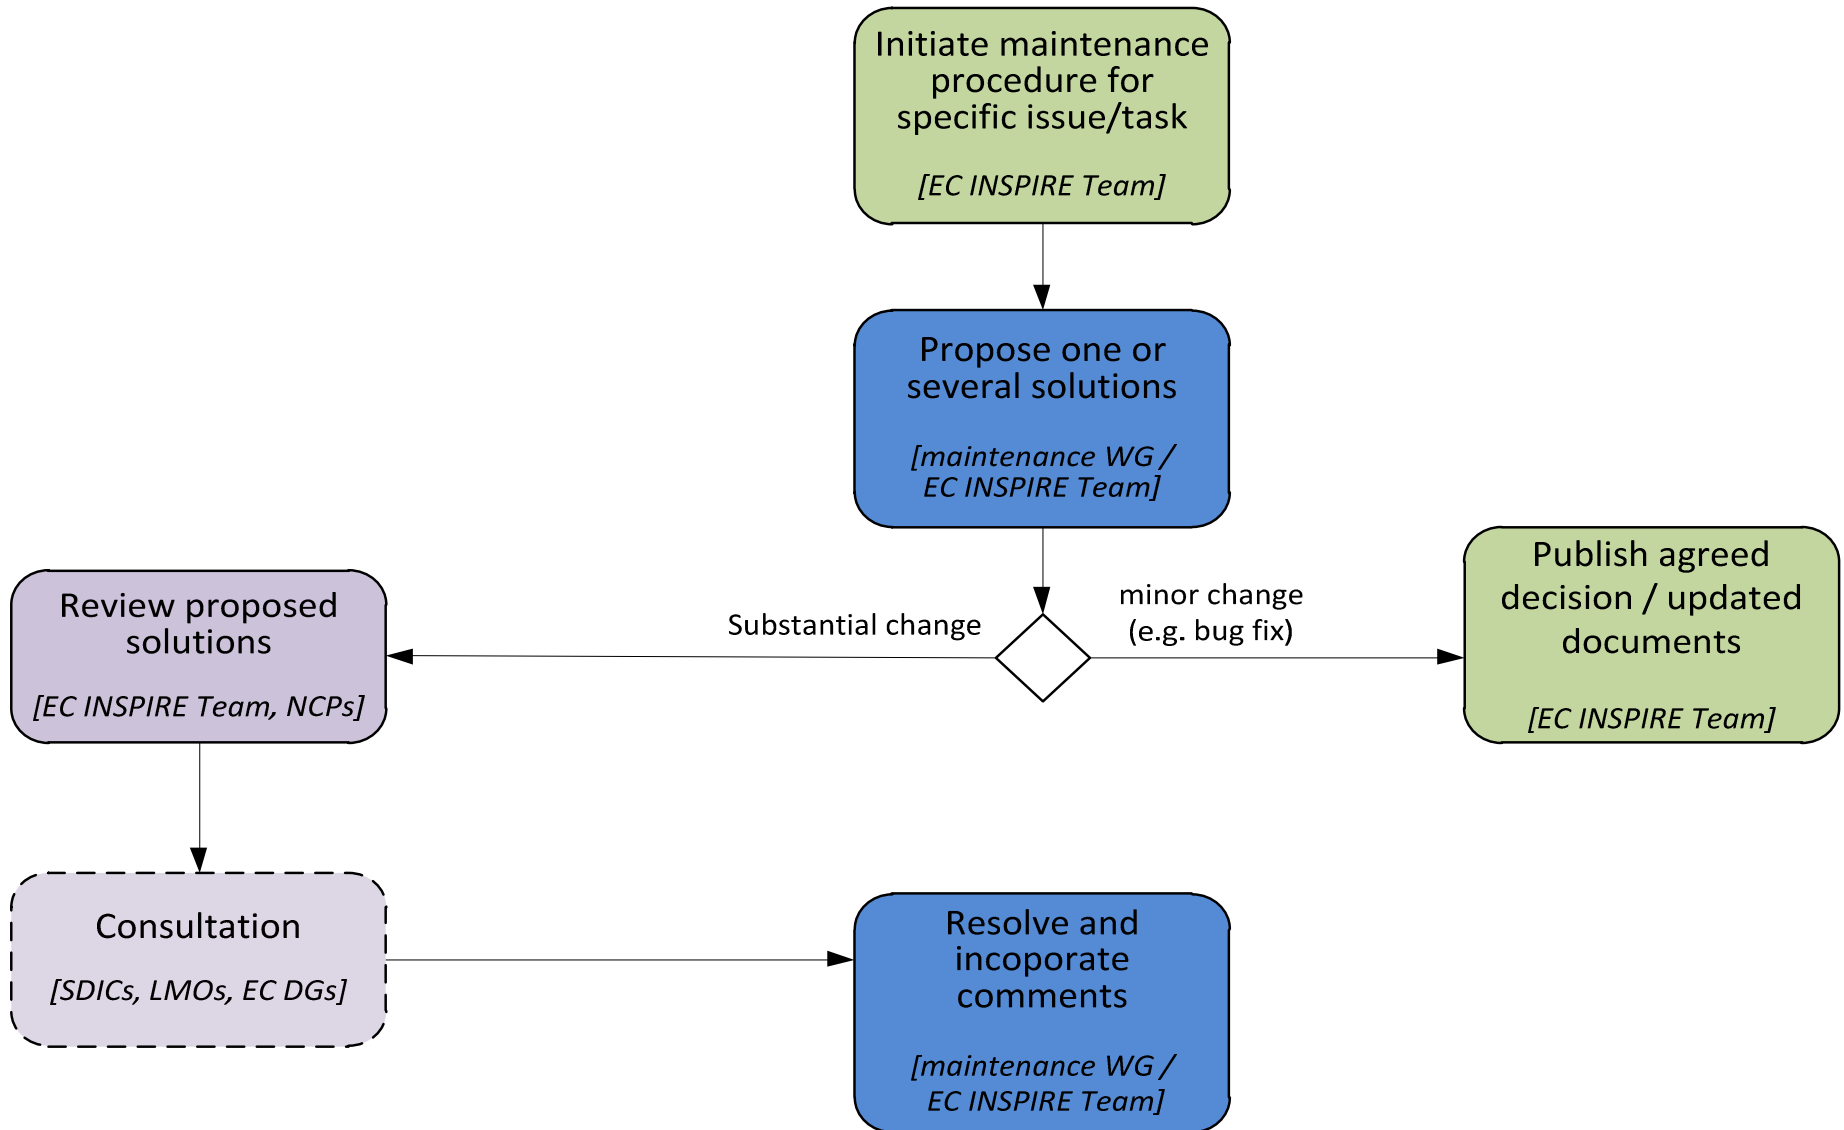 Initiate maintenance
procedure for
specific issue/task
[EC INSPIRE Team]
Propose one or
several solutions
[maintenance WG /
EC INSPIRE Team]
Substantial change
minor change
(e.g. bug fix)
Publish agreed
decision / updated
documents
[EC INSPIRE Team]
Review proposed
solutions
[EC INSPIRE Team, NCPs]
Consultation
[SDICs, LMOs, EC DGs]
Resolve and
incoporate
comments
[maintenance WG /
EC INSPIRE Team]